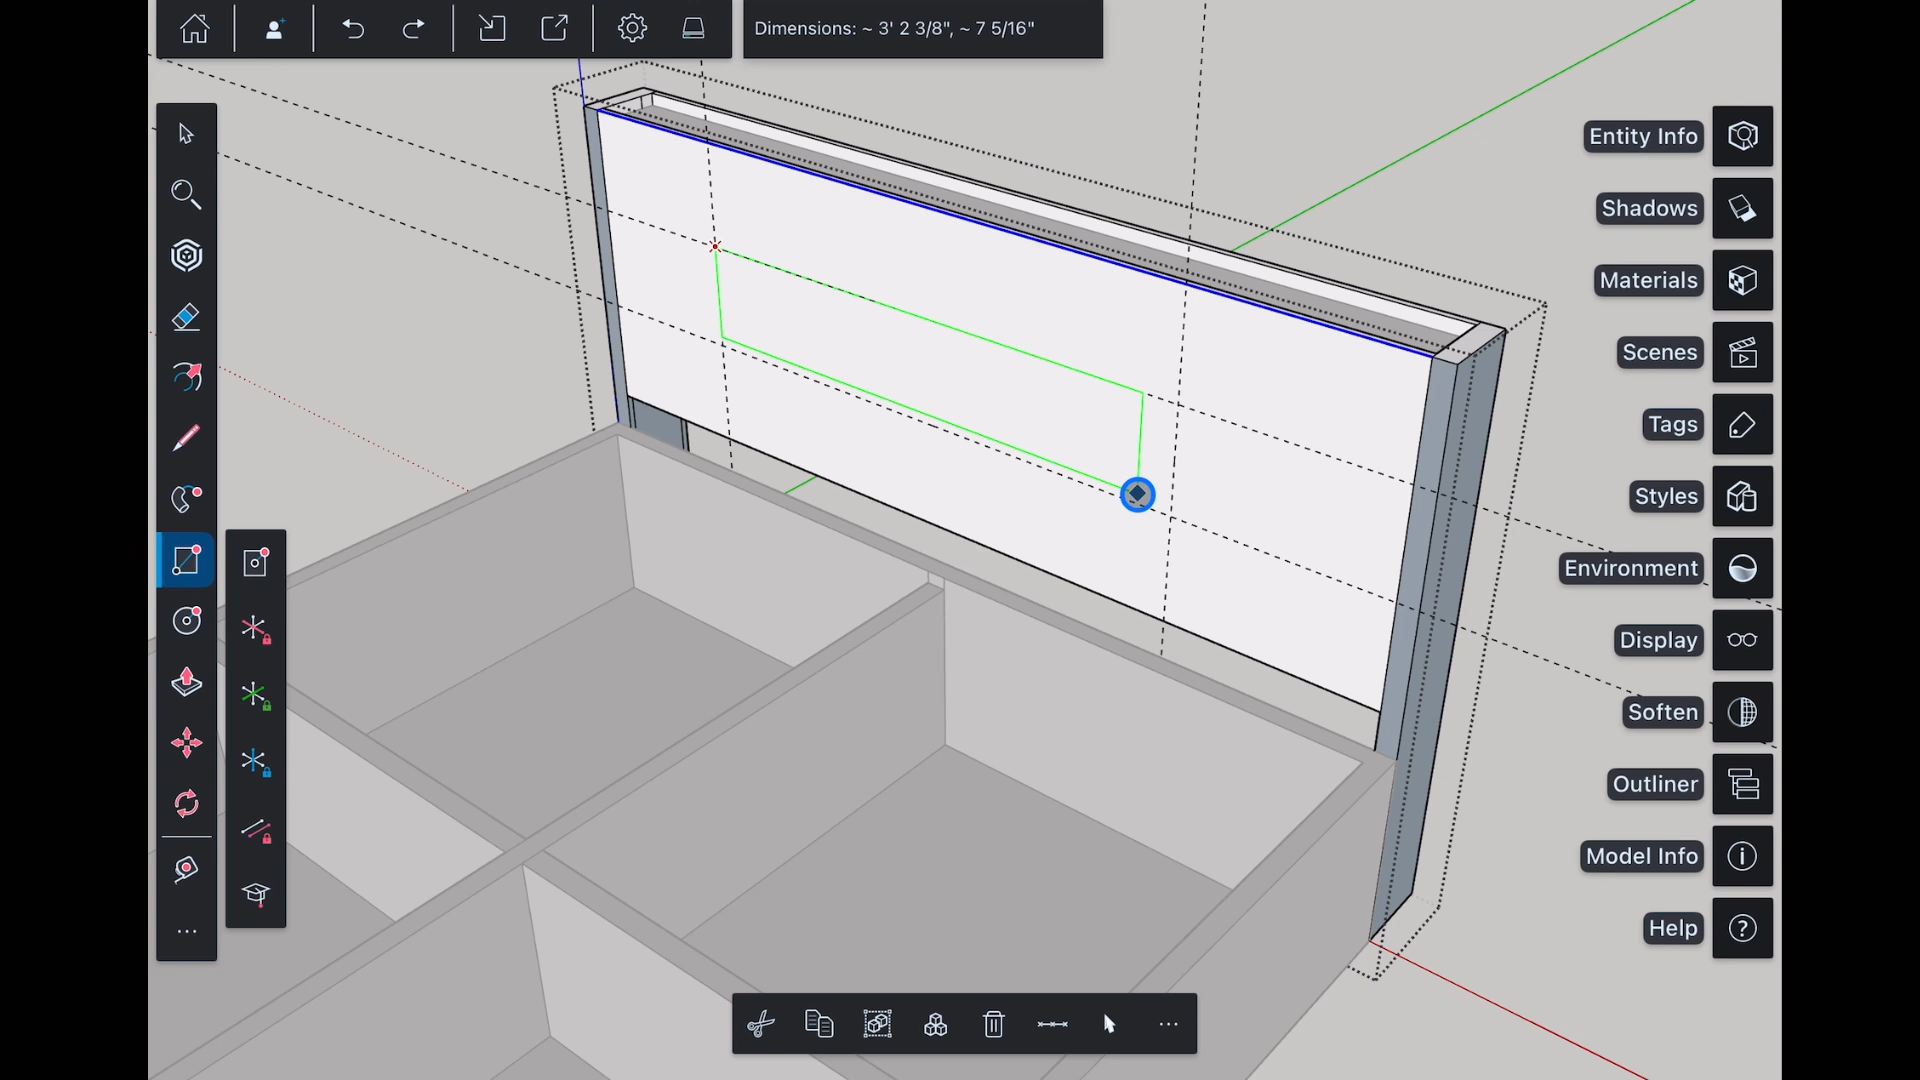 Dimensions: ~ 3' 2 3/8", ~ 7 5/16"
Entity Info
Shadows
Materials
Scenes
Tags
Styles
Environment
Display
Soften
Outliner
Model Info
Help